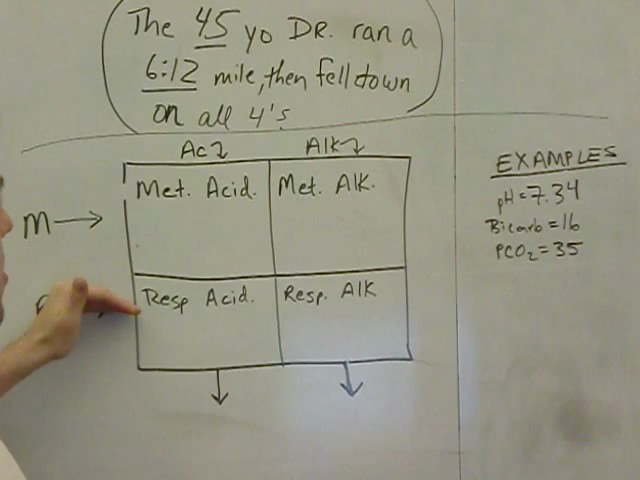 The 45 yo DR. ran a
6:12 mile, then fell down
on all 4's
Ac
Alk
Met. Acid.
Met. Alk.
M
Resp Acid.
Resp. Alk
EXAMPLES
pH = 7.34
Bicarb = 16
PCO₂ = 35